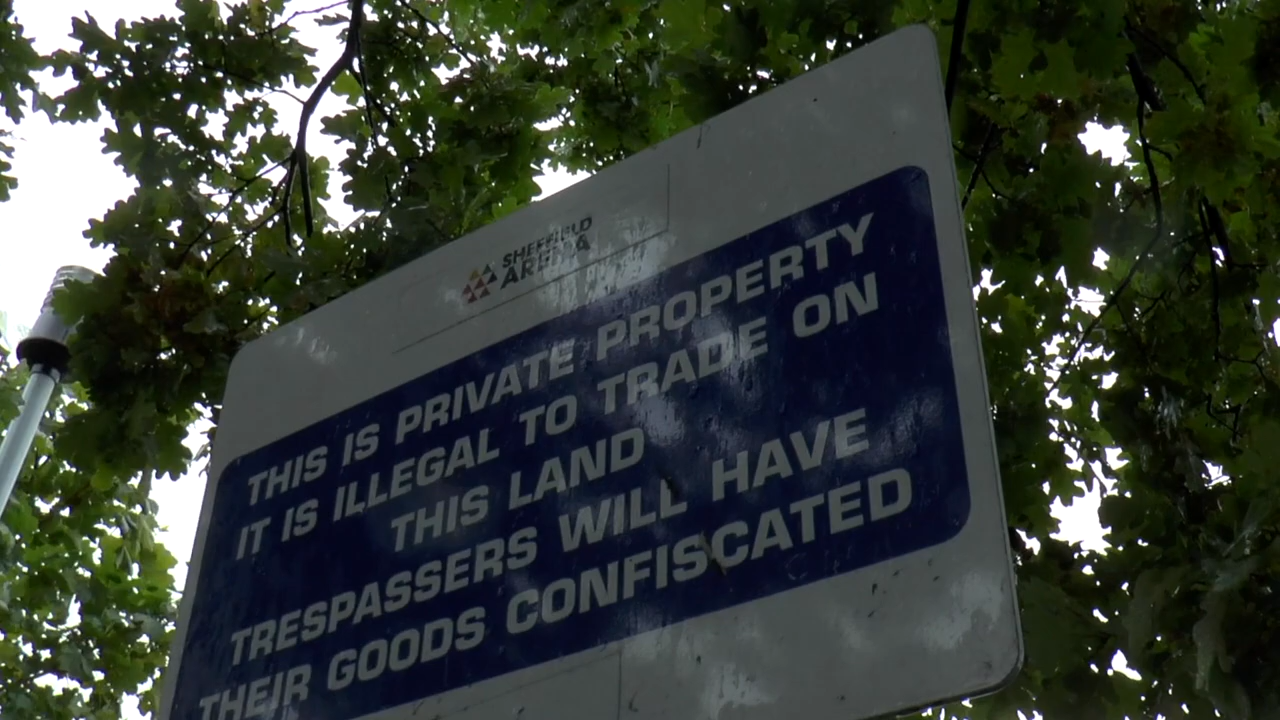 SHEFFIELD
ARENA
THIS IS PRIVATE PROPERTY
IT IS ILLEGAL TO TRADE ON
THIS LAND
TRESPASSERS WILL HAVE
THEIR GOODS CONFISCATED